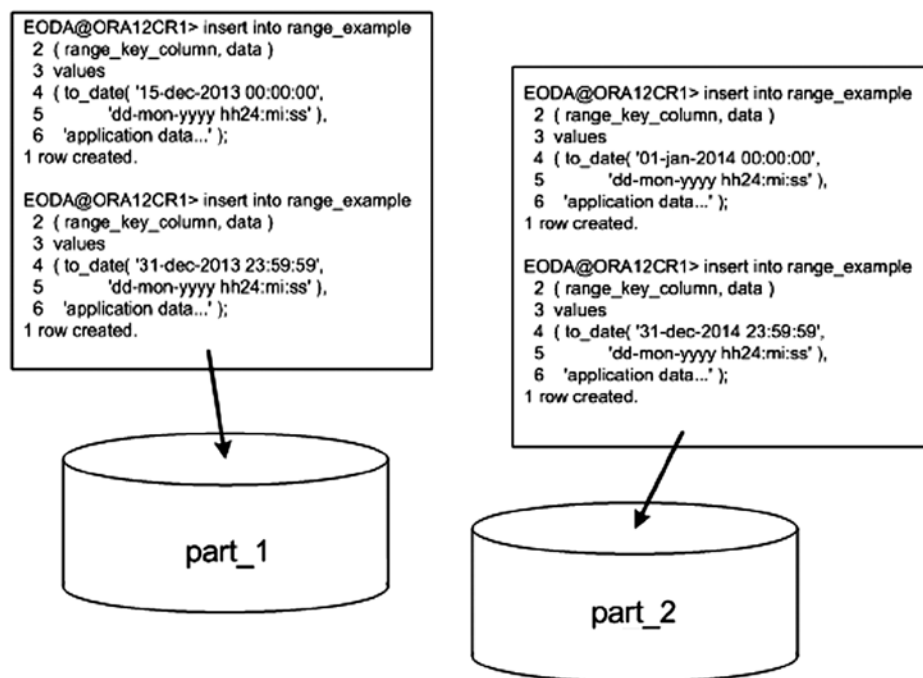 EODA@ORA12CR1> insert into range_example
2 ( range_key_column, data )
3 values
4 ( to_date( '15-dec-2013 00:00:00',
5 'dd-mon-yyyy hh24:mi:ss' ),
6 'application data...' );
1 row created.
EODA@ORA12CR1> insert into range_example
2 ( range_key_column, data )
3 values
4 ( to_date( '31-dec-2013 23:59:59',
5 'dd-mon-yyyy hh24:mi:ss' ),
6 'application data...' );
1 row created.
part_1
EODA@ORA12CR1> insert into range_example
2 ( range_key_column, data )
3 values
4 ( to_date( '01-jan-2014 00:00:00',
5 'dd-mon-yyyy hh24:mi:ss' ),
6 'application data...' );
1 row created.
EODA@ORA12CR1> insert into range_example
2 ( range_key_column, data )
3 values
4 ( to_date( '31-dec-2014 23:59:59',
5 'dd-mon-yyyy hh24:mi:ss' ),
6 'application data...' );
1 row created.
part_2